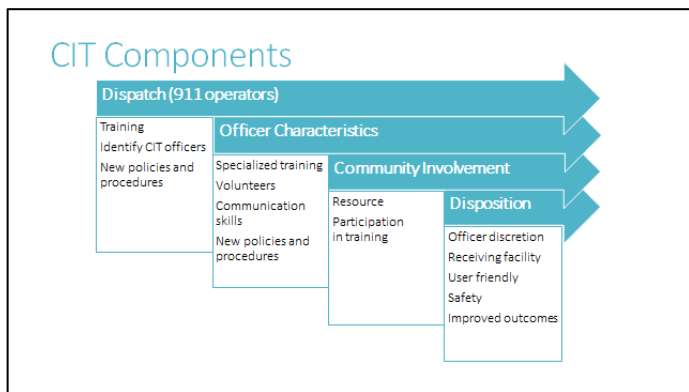 CIT Components
Dispatch (911 operators)
Training
Identify CIT officers
New policies and
procedures
Officer Characteristics
Specialized training
Volunteers
Communication
skills
New policies and
procedures
Community Involvement
Resource
Participation
in training
Disposition
Officer discretion
Receiving facility
User friendly
Safety
Improved outcomes